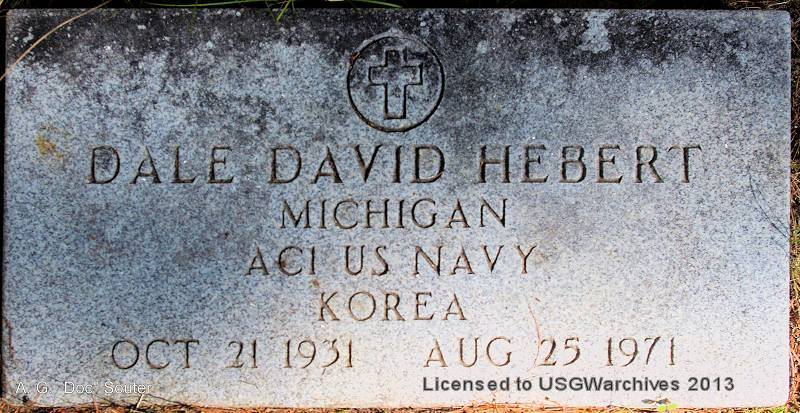 DALE DAVID HEBERT
MICHIGAN
AC1 US NAVY
KOREA
OCT 21 1931 AUG 25 1971
A. G. "Doc" Souter
Licensed to USGWarchives 2013